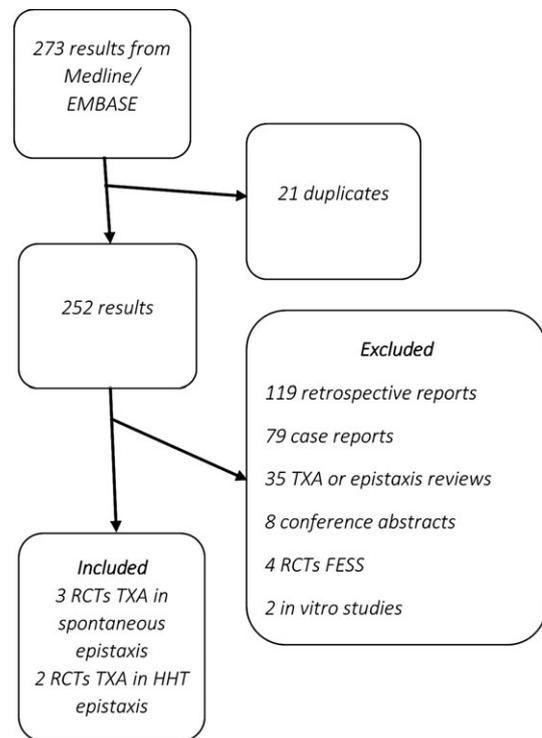 273 results from
Medline/
EMBASE
21 duplicates
252 results
Excluded
119 retrospective reports
79 case reports
35 TXA or epistaxis reviews
8 conference abstracts
4 RCTs FESS
2 in vitro studies
Included
3 RCTs TXA in
spontaneous
epistaxis
2 RCTs TXA in HHT
epistaxis